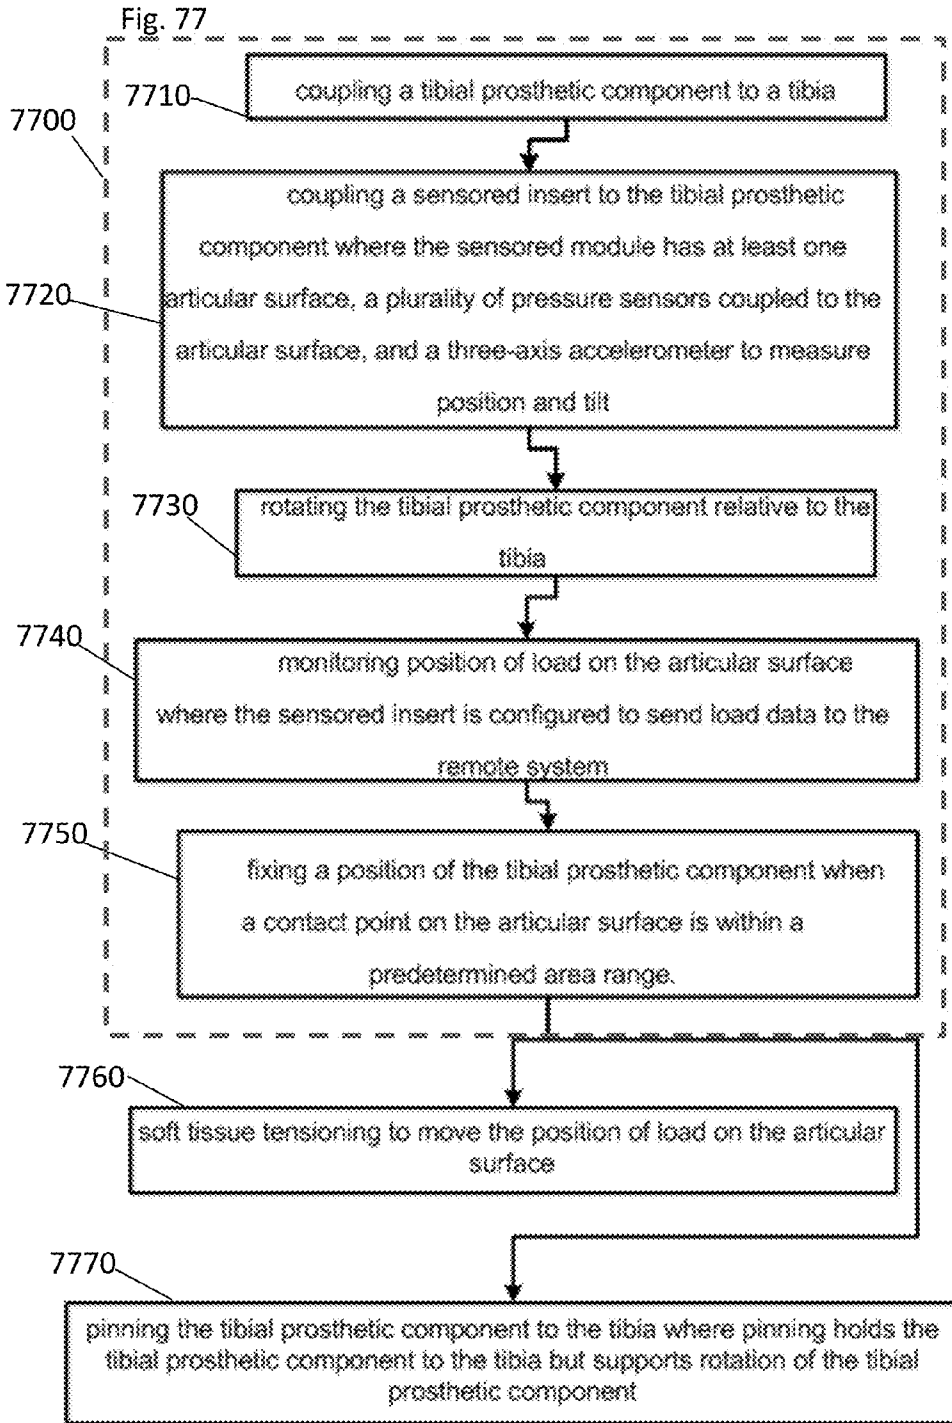 Fig. 77
7700
7710
coupling a tibial prosthetic component to a tibia
7720
coupling a sensored insert to the tibial prosthetic
component where the sensored module has at least one
articular surface, a plurality of pressure sensors coupled to the
articular surface, and a three-axis accelerometer to measure
position and tilt
7730
rotating the tibial prosthetic component relative to the
tibia
7740
monitoring position of load on the articular surface
where the sensored insert is configured to send load data to the
remote system
7750
fixing a position of the tibial prosthetic component when
a contact point on the articular surface is within a
predetermined area range.
7760
soft tissue tensioning to move the position of load on the articular
surface
7770
pinning the tibial prosthetic component to the tibia where pinning holds the
tibial prosthetic component to the tibia but supports rotation of the tibial
prosthetic component